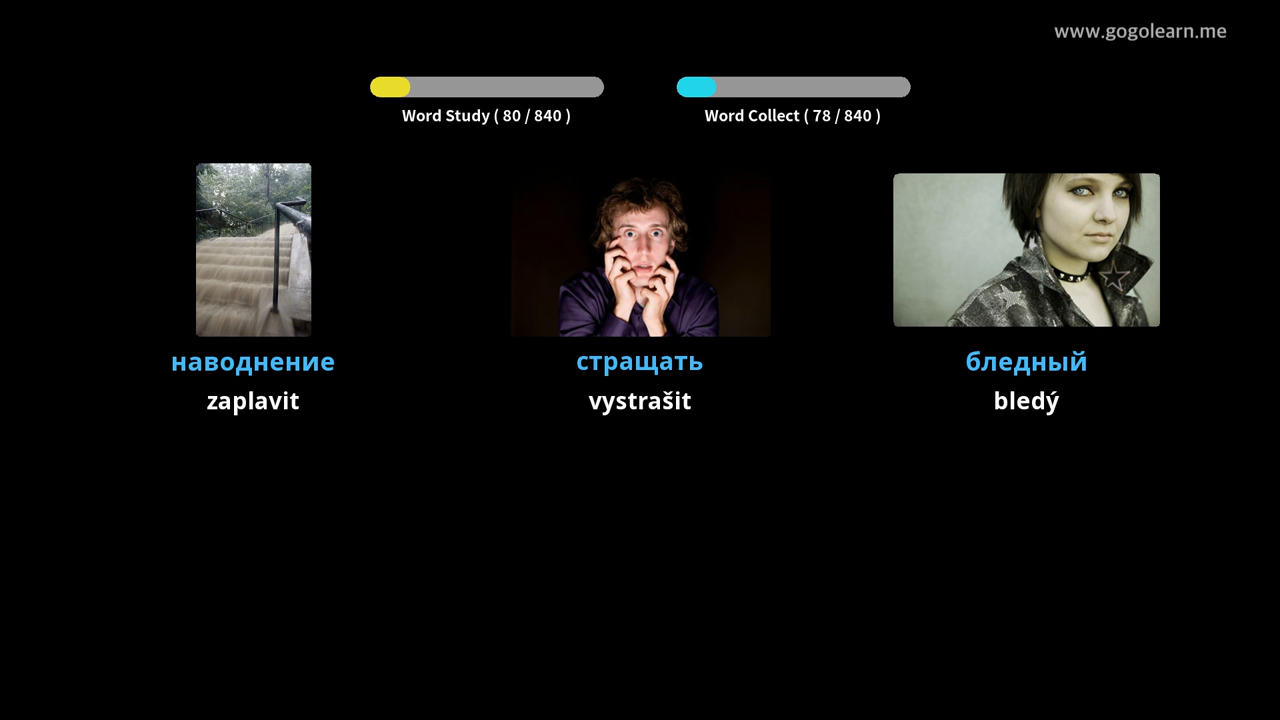 www.gogolearn.me
Word Study ( 80 / 840 )
Word Collect ( 78 / 840 )
наводнение
zaplavit
стращать
vystrašit
бледный
bledý